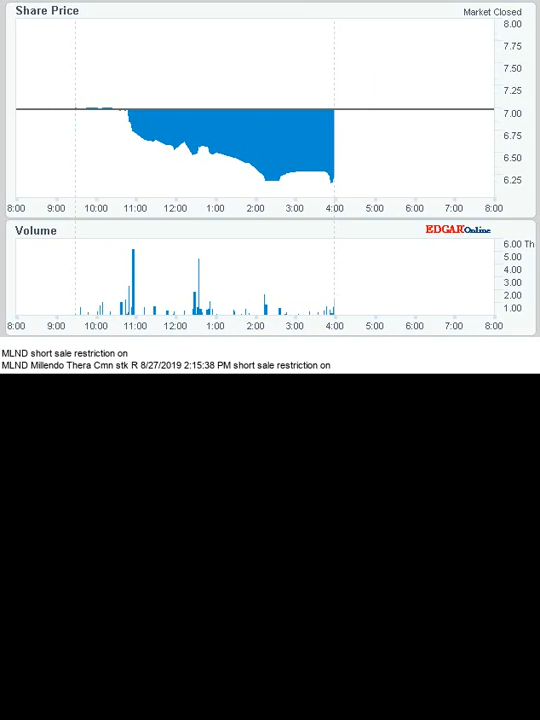 Share Price
Market Closed
8.00
7.75
7.50
7.25
7.00
6.75
6.50
6.25
8:00 9:00 10:00 11:00 12:00 1:00 2:00 3:00 4:00 5:00 6:00 7:00 8:00
Volume
EDGAR Online
6.00 Th
5.00
4.00
3.00
2.00
1.00
8:00 9:00 10:00 11:00 12:00 1:00 2:00 3:00 4:00 5:00 6:00 7:00 8:00
MLND short sale restriction on
MLND Millendo Thera Cmn stk R 8/27/2019 2:15:38 PM short sale restriction on